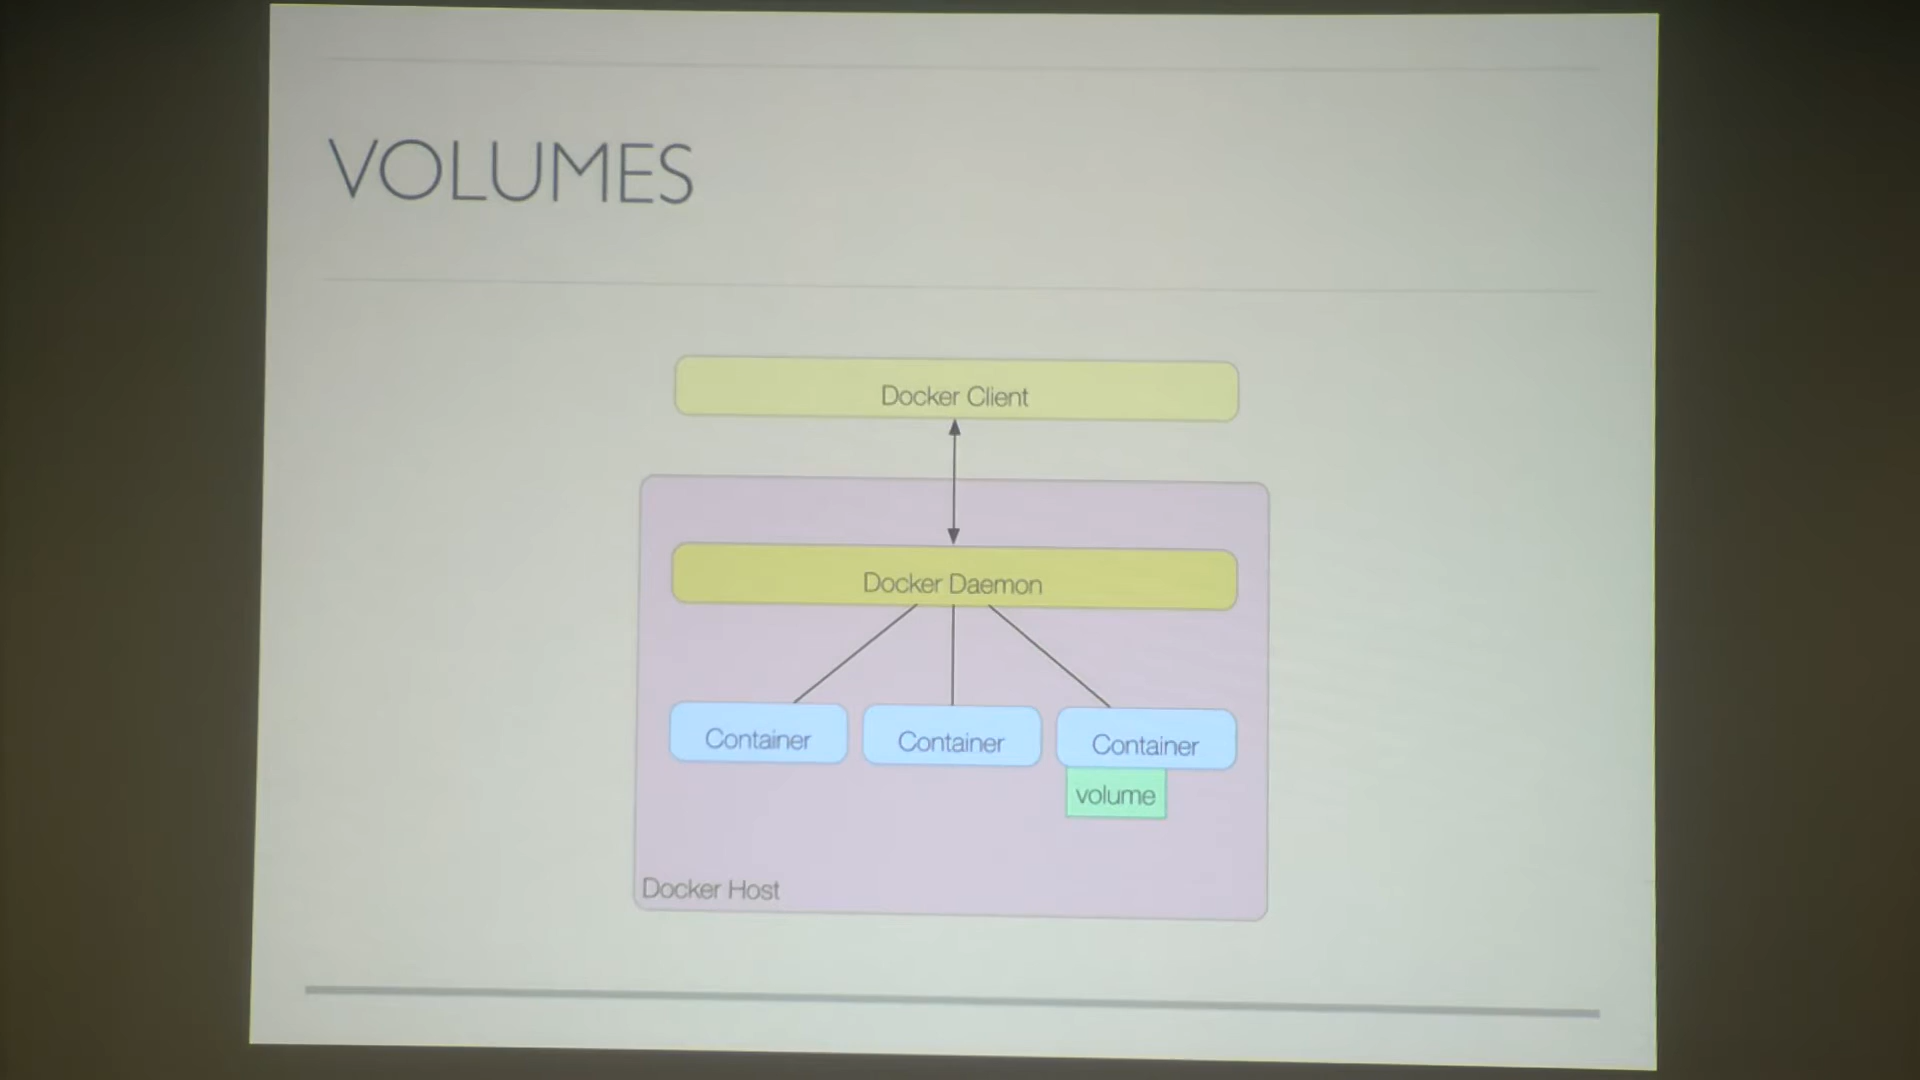 VOLUMES
Docker Client
Docker Daemon
Container
Container
Container
volume
Docker Host